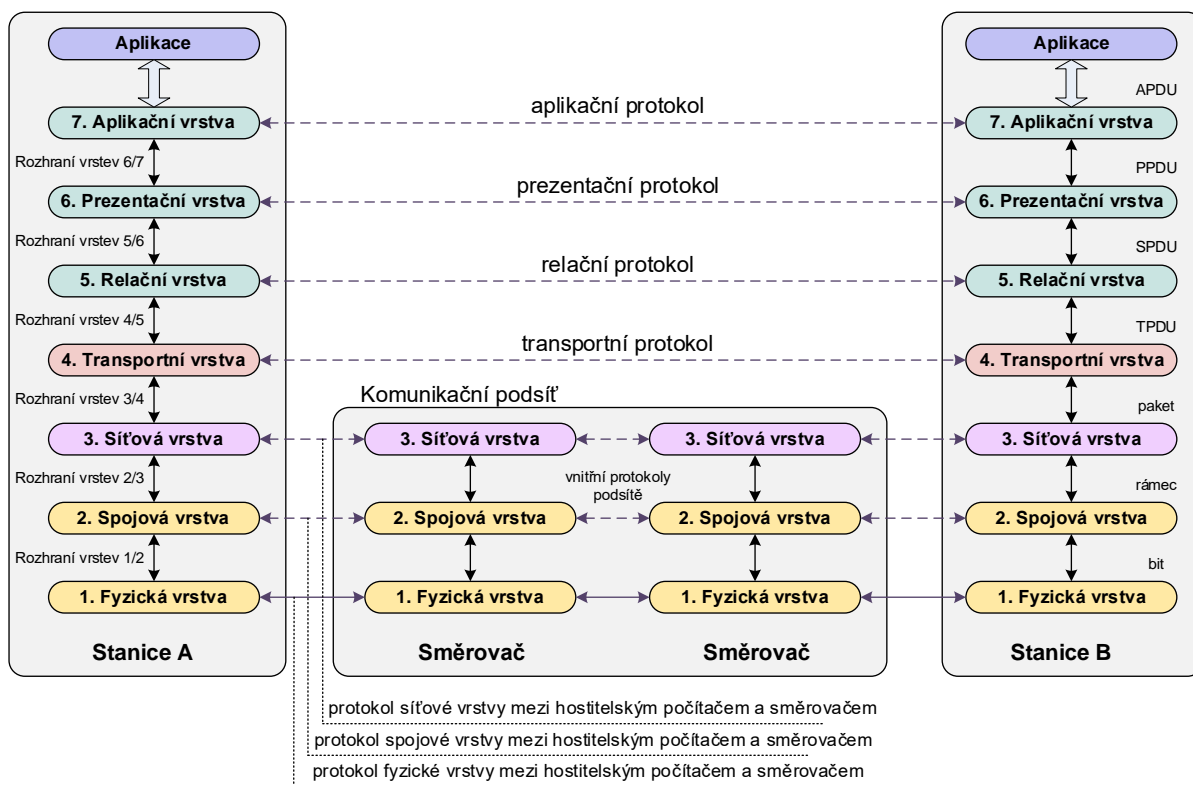 Aplikace
Aplikace
APDU
aplikační protokol
7. Aplikační vrstva
7. Aplikační vrstva
Rozhraní vrstev 6/7
PPDU
prezentační protokol
6. Prezentační vrstva
6. Prezentační vrstva
Rozhraní vrstev 5/6
SPDU
relační protokol
5. Relační vrstva
5. Relační vrstva
Rozhraní vrstev 4/5
TPDU
transportní protokol
4. Transportní vrstva
4. Transportní vrstva
Komunikační podsíť
Rozhraní vrstev 3/4
paket
3. Síťová vrstva
3. Síťová vrstva
3. Síťová vrstva
3. Síťová vrstva
Rozhraní vrstev 2/3
vnitřní protokoly
podsítě
rámec
2. Spojová vrstva
2. Spojová vrstva
2. Spojová vrstva
2. Spojová vrstva
Rozhraní vrstev 1/2
bit
1. Fyzická vrstva
1. Fyzická vrstva
1. Fyzická vrstva
1. Fyzická vrstva
Stanice A
Směrovač
Směrovač
Stanice B
protokol síťové vrstvy mezi hostitelským počítačem a směrovačem
protokol spojové vrstvy mezi hostitelským počítačem a směrovačem
protokol fyzické vrstvy mezi hostitelským počítačem a směrovačem